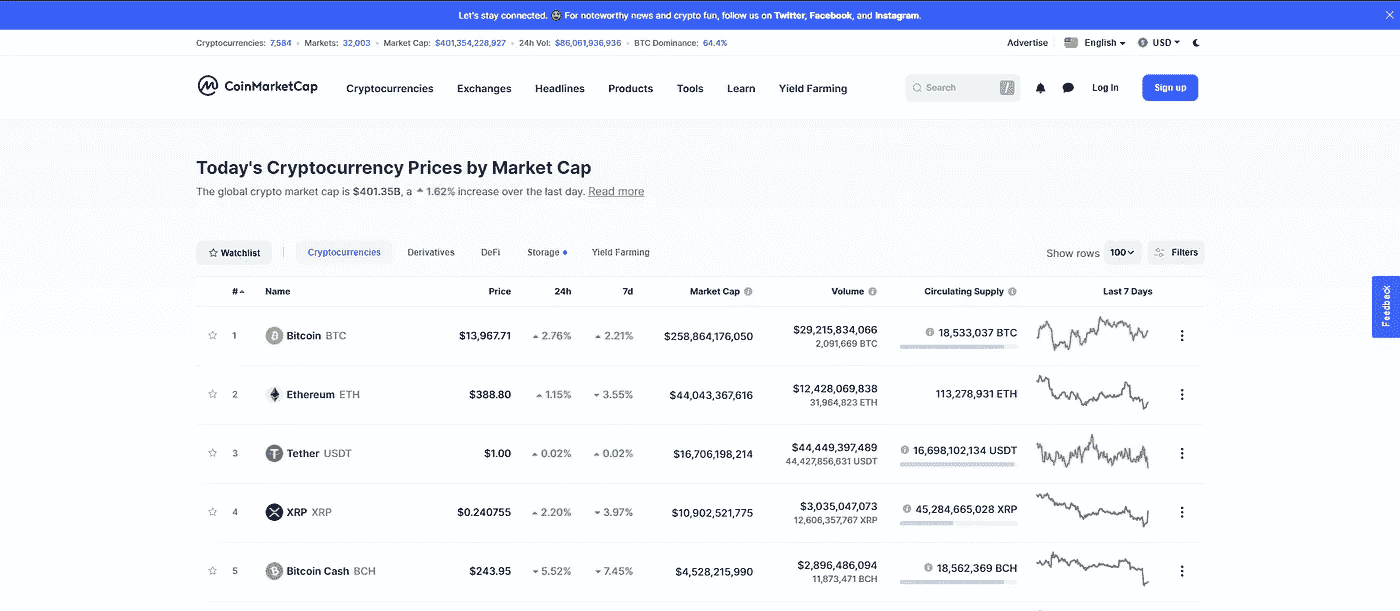 Let's stay connected. 🤓 For noteworthy news and crypto fun, follow us on Twitter, Facebook, and Instagram.
Cryptocurrencies: 7,584 • Markets: 32,003 • Market Cap: $401,354,228,927 • 24h Vol: $86,061,936,936 • BTC Dominance: 64.4%
Advertise English USD
CoinMarketCap Cryptocurrencies Exchanges Headlines Products Tools Learn Yield Farming Search / Log In Sign up
Today's Cryptocurrency Prices by Market Cap
The global crypto market cap is $401.35B, a 1.62% increase over the last day. Read more
Watchlist Cryptocurrencies Derivatives DeFi Storage Yield Farming Show rows 100 Filters
# Name Price 24h 7d Market Cap Volume Circulating Supply Last 7 Days
1 Bitcoin BTC $13,967.71 2.76% 2.21% $258,864,176,050 $29,215,834,066 18,533,037 BTC
2,091,669 BTC
2 Ethereum ETH $388.80 1.15% 3.55% $44,043,367,616 $12,428,069,838 113,278,931 ETH
31,964,823 ETH
3 Tether USDT $1.00 0.02% 0.02% $16,706,198,214 $44,449,397,489 16,698,102,134 USDT
44,427,856,631 USDT
4 XRP XRP $0.240755 2.20% 3.97% $10,902,521,775 $3,035,047,073 45,284,665,028 XRP
12,606,357,767 XRP
5 Bitcoin Cash BCH $243.95 5.52% 7.45% $4,528,215,990 $2,896,486,094 18,562,369 BCH
11,873,471 BCH
Feedback